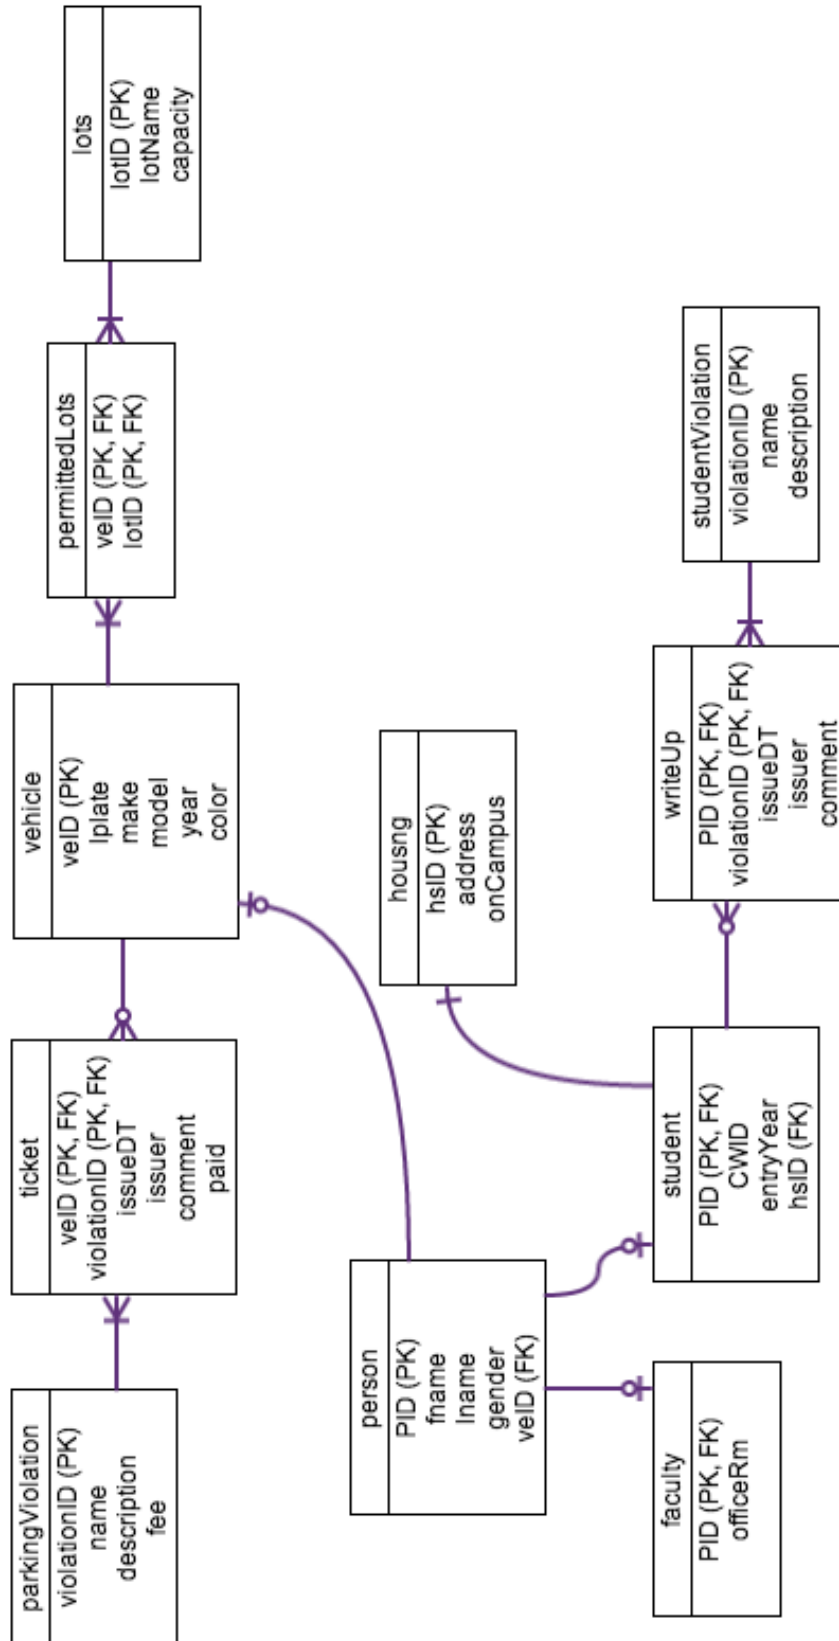 parkingViolation
violationID (PK)
name
description
fee
ticket
veID (PK, FK)
violationID (PK, FK)
issueDT
issuer
comment
paid
vehicle
veID (PK)
lplate
make
model
year
color
permittedLots
veID (PK, FK)
lotID (PK, FK)
lots
lotID (PK)
lotName
capacity
person
PID (PK)
fname
lname
gender
veID (FK)
housng
hsID (PK)
address
onCampus
faculty
PID (PK, FK)
officeRm
student
PID (PK, FK)
CWID
entryYear
hsID (FK)
writeUp
PID (PK, FK)
violationID (PK, FK)
issueDT
issuer
comment
studentViolation
violationID (PK)
name
description